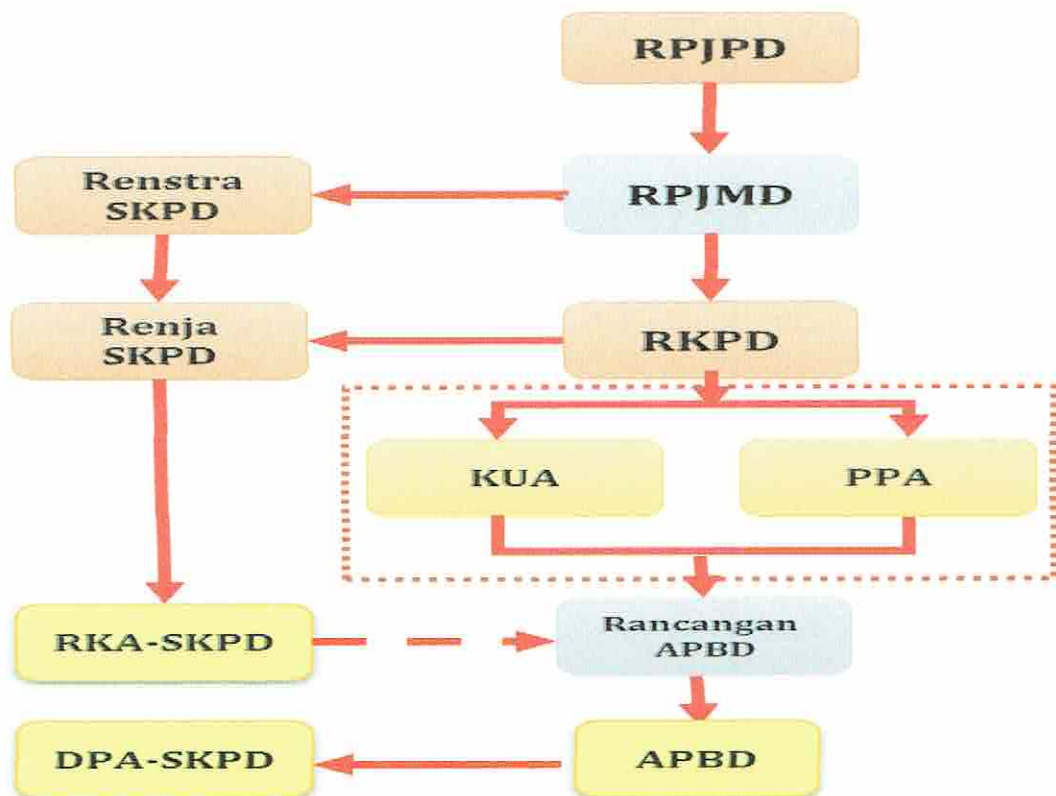 RPJPD
Renstra
SKPD
RPJMD
Renja
SKPD
RKPD
KUA
PPA
RKA-SKPD
Rancangan
APBD
DPA-SKPD
APBD